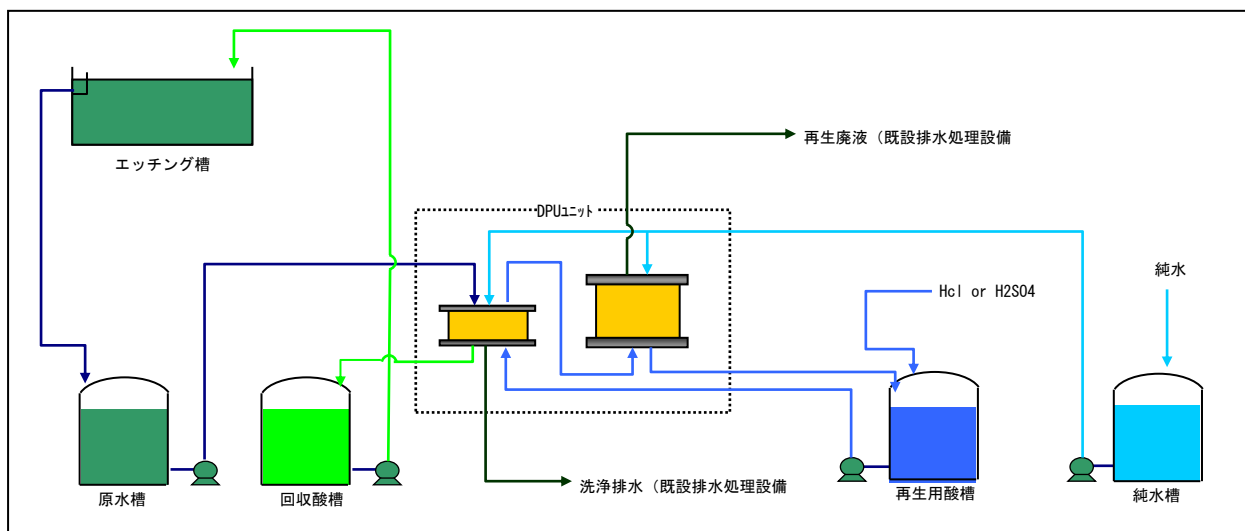 再生廃液（既設排水処理設備
エッチング槽
DPUﾕﾆｯﾄ
純水
Hcl or H2SO4
洗浄排水（既設排水処理設備
原水槽
回収酸槽
再生用酸槽
純水槽